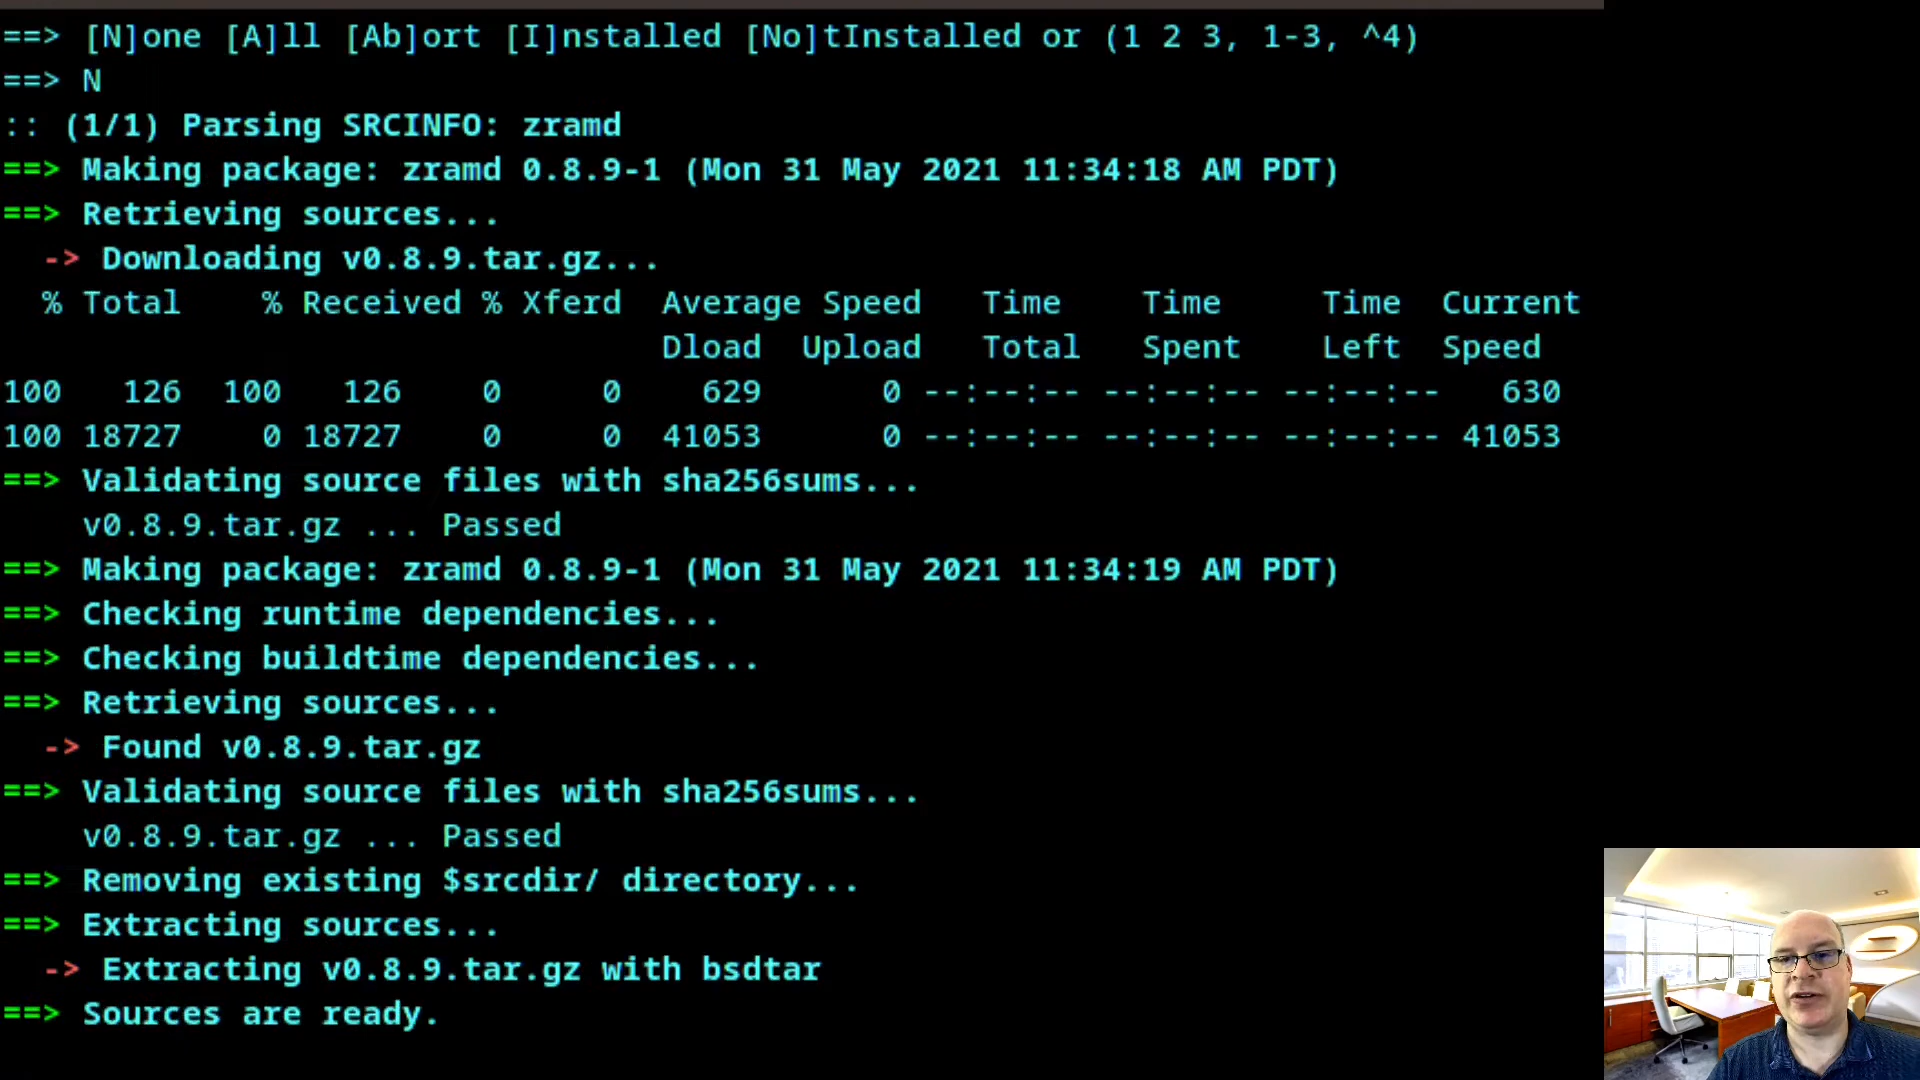 ==> [N]one [A]ll [Ab]ort [I]nstalled [No]tInstalled or (1 2 3, 1-3, ^4)
==> N
:: (1/1) Parsing SRCINFO: zramd
==> Making package: zramd 0.8.9-1 (Mon 31 May 2021 11:34:18 AM PDT)
==> Retrieving sources...
  -> Downloading v0.8.9.tar.gz...
  % Total    % Received % Xferd  Average Speed   Time    Time     Time  Current
                                 Dload  Upload   Total   Spent    Left  Speed
100   126  100   126    0     0    629      0 --:--:-- --:--:-- --:--:--   630
100 18727    0 18727    0     0  41053      0 --:--:-- --:--:-- --:--:-- 41053
==> Validating source files with sha256sums...
    v0.8.9.tar.gz ... Passed
==> Making package: zramd 0.8.9-1 (Mon 31 May 2021 11:34:19 AM PDT)
==> Checking runtime dependencies...
==> Checking buildtime dependencies...
==> Retrieving sources...
  -> Found v0.8.9.tar.gz
==> Validating source files with sha256sums...
    v0.8.9.tar.gz ... Passed
==> Removing existing $srcdir/ directory...
==> Extracting sources...
  -> Extracting v0.8.9.tar.gz with bsdtar
==> Sources are ready.